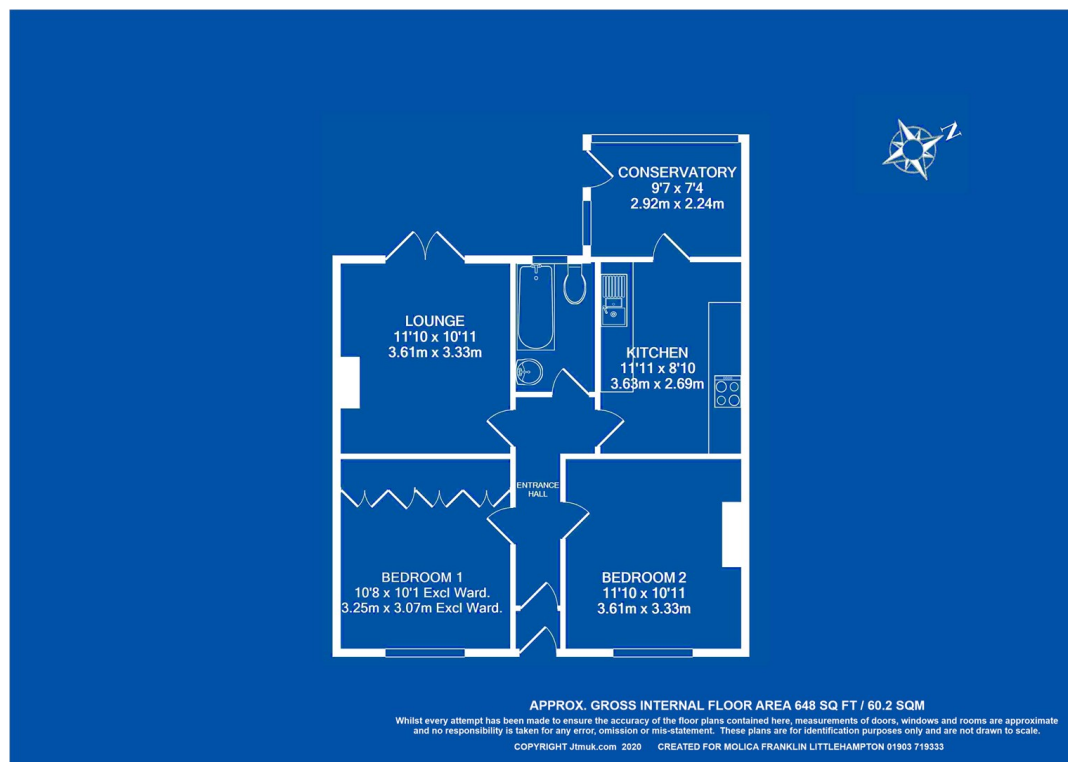 N
CONSERVATORY
9'7 x 7'4
2.92m x 2.24m
LOUNGE
11'10 x 10'11
3.61m x 3.33m
KITCHEN
11'11 x 8'10
3.63m x 2.69m
ENTRANCE
HALL
BEDROOM 1
10'8 x 10'1 Excl Ward.
3.25m x 3.07m Excl Ward.
BEDROOM 2
11'10 x 10'11
3.61m x 3.33m
APPROX. GROSS INTERNAL FLOOR AREA 648 SQ FT / 60.2 SQM
Whilst every attempt has been made to ensure the accuracy of the floor plans contained here, measurements of doors, windows and rooms are approximate
and no responsibility is taken for any error, omission or mis-statement. These plans are for identification purposes only and are not drawn to scale.
COPYRIGHT Jtmuk.com 2020 CREATED FOR MOLICA FRANKLIN LITTLEHAMPTON 01903 719333